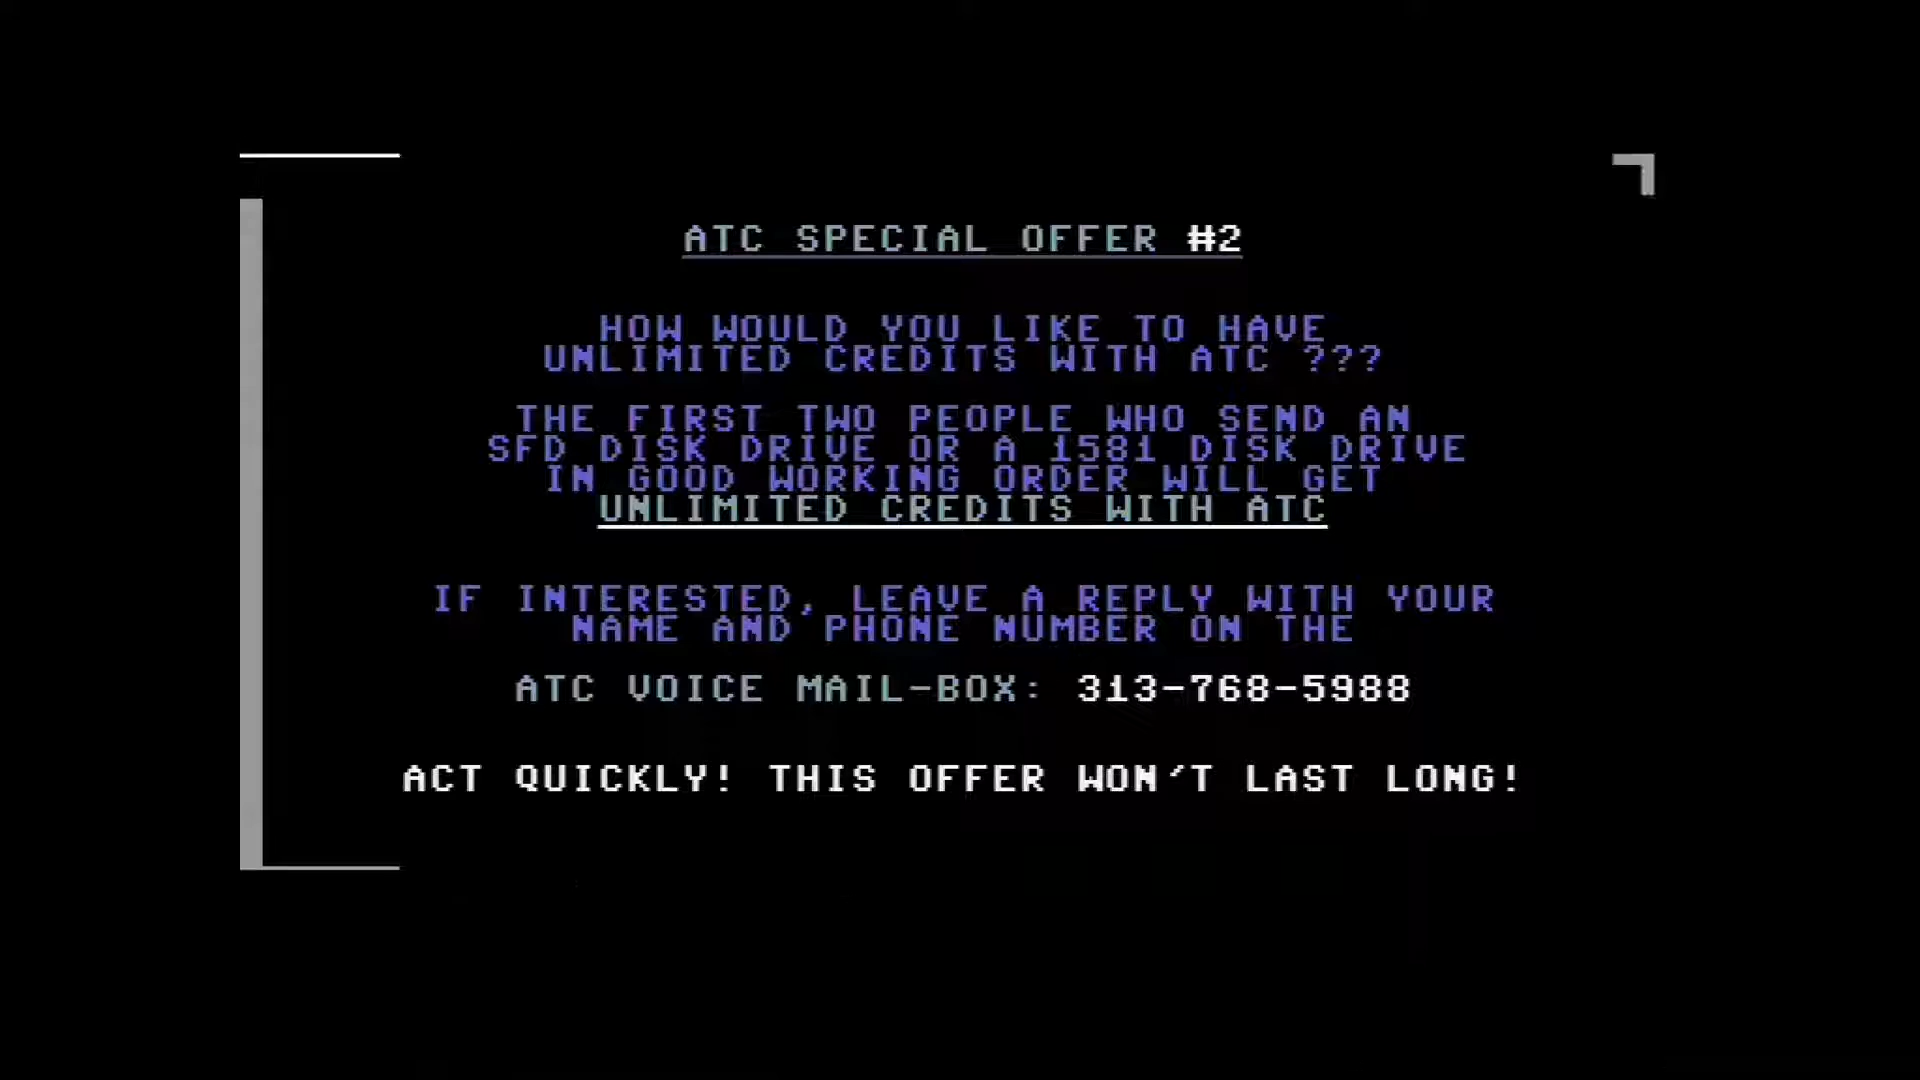 ATC SPECIAL OFFER #2
HOW WOULD YOU LIKE TO HAVE
UNLIMITED CREDITS WITH ATC ???
THE FIRST TWO PEOPLE WHO SEND AN
SFD DISK DRIVE OR A 1581 DISK DRIVE
IN GOOD WORKING ORDER WILL GET
UNLIMITED CREDITS WITH ATC
IF INTERESTED, LEAVE A REPLY WITH YOUR
NAME AND PHONE NUMBER ON THE
ATC VOICE MAIL-BOX: 313-768-5988
ACT QUICKLY! THIS OFFER WON'T LAST LONG!